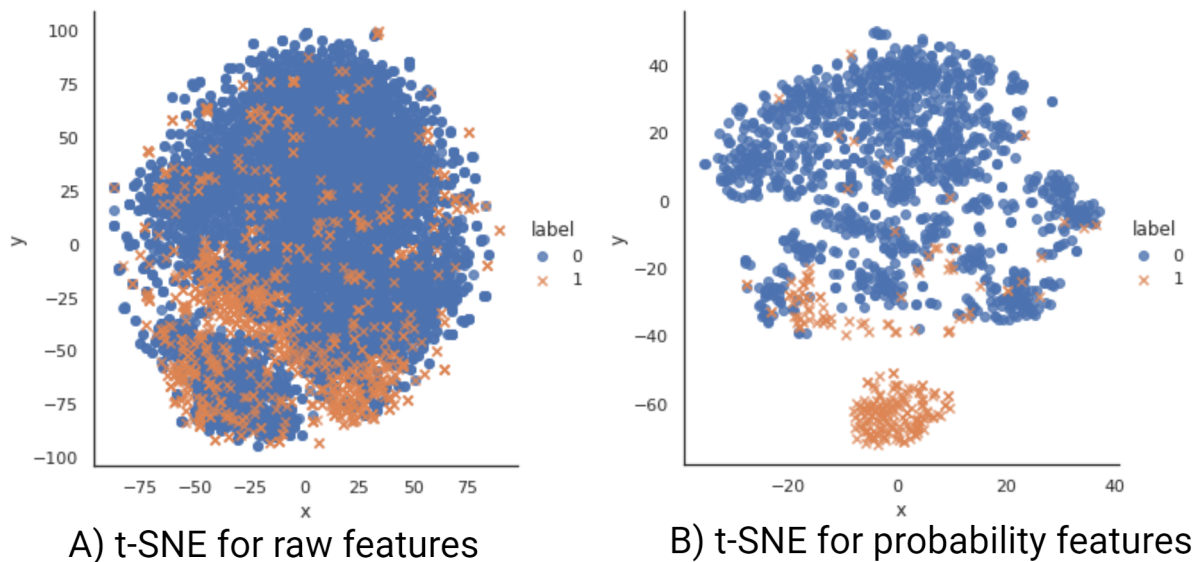 100
75
50
25
0
−25
−50
−75
−100
y
−75 −50 −25 0 25 50 75
x
label
0
1
A) t-SNE for raw features
40
20
0
−20
−40
−60
y
−20 0 20 40
x
label
0
1
B) t-SNE for probability features